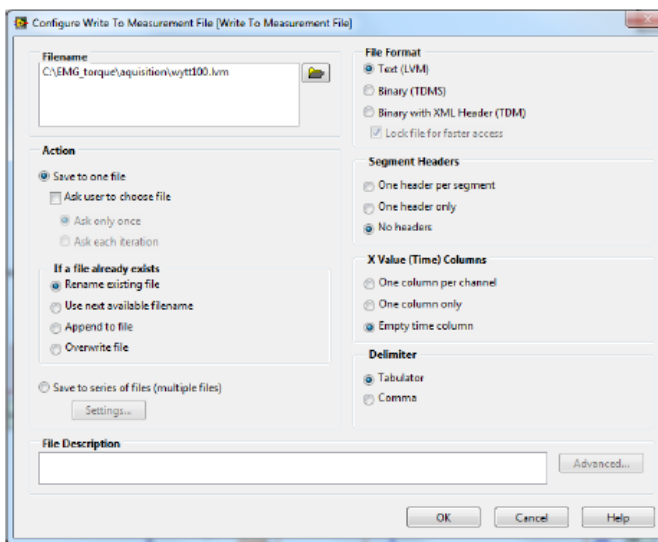 Configure Write To Measurement File [Write To Measurement File]
Filename
C:\EMG_torque\aquisition\wytt100.lvm
Action
Save to one file
Ask user to choose file
Ask only once
Ask each iteration
If a file already exists
Rename existing file
Use next available filename
Append to file
Overwrite file
Save to series of files (multiple files)
Settings...
File Format
Text (LVM)
Binary (TDMS)
Binary with XML Header (TDM)
Lock file for faster access
Segment Headers
One header per segment
One header only
No headers
X Value (Time) Columns
One column per channel
One column only
Empty time column
Delimiter
Tabulator
Comma
File Description
Advanced...
OK Cancel Help